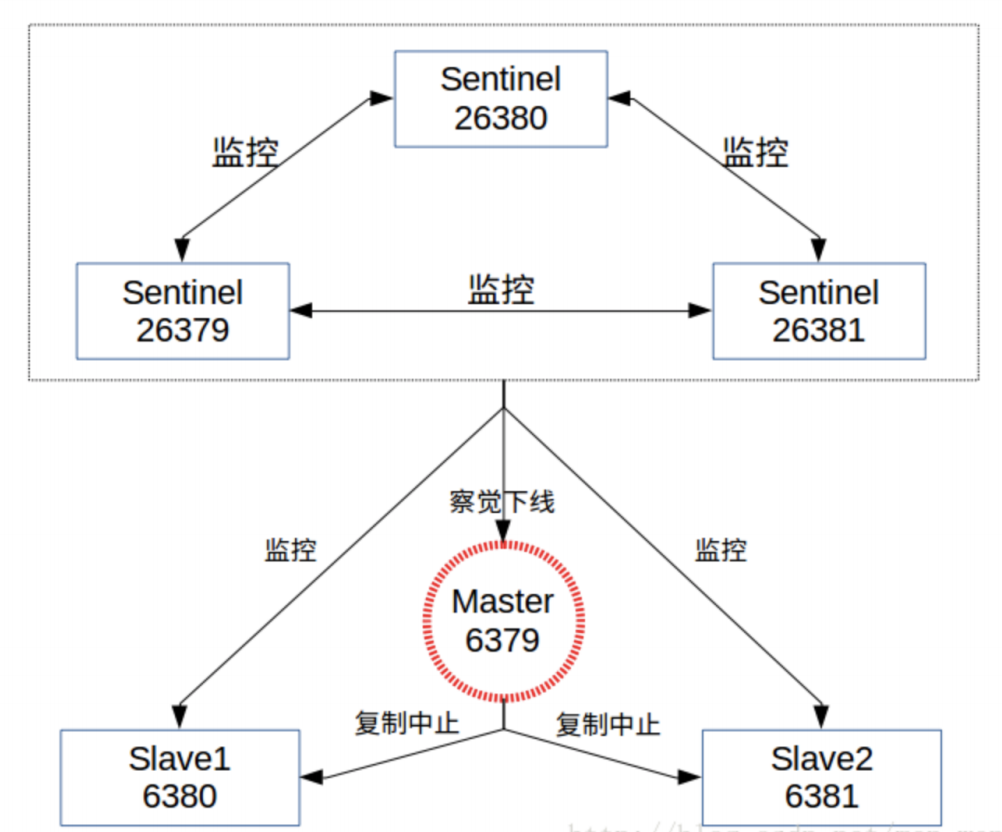 Sentinel
26380
监控
监控
Sentinel
26379
监控
Sentinel
26381
察觉下线
监控
监控
Master
6379
复制中止
复制中止
Slave1
6380
Slave2
6381